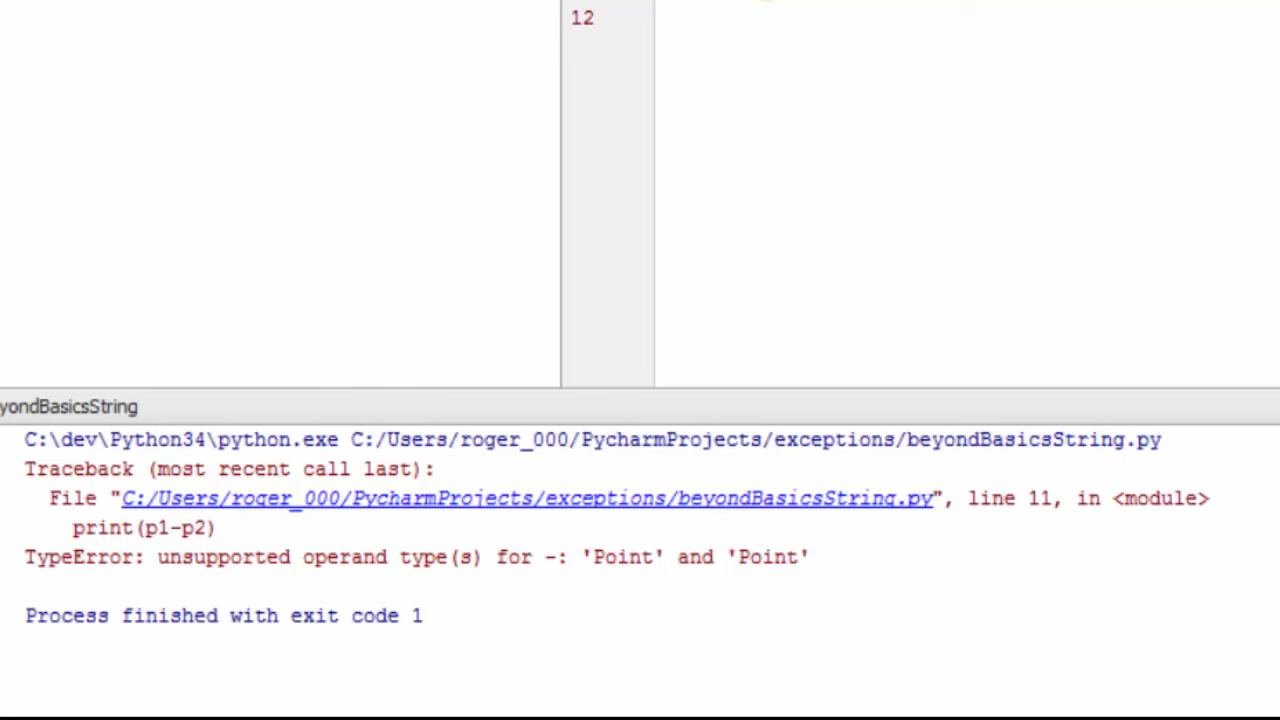 12
yondBasicsString
C:\dev\Python34\python.exe C:/Users/roger_000/PycharmProjects/exceptions/beyondBasicsString.py
Traceback (most recent call last):
File "C:/Users/roger_000/PycharmProjects/exceptions/beyondBasicsString.py", line 11, in <module>
print(p1-p2)
TypeError: unsupported operand type(s) for -: 'Point' and 'Point'
Process finished with exit code 1